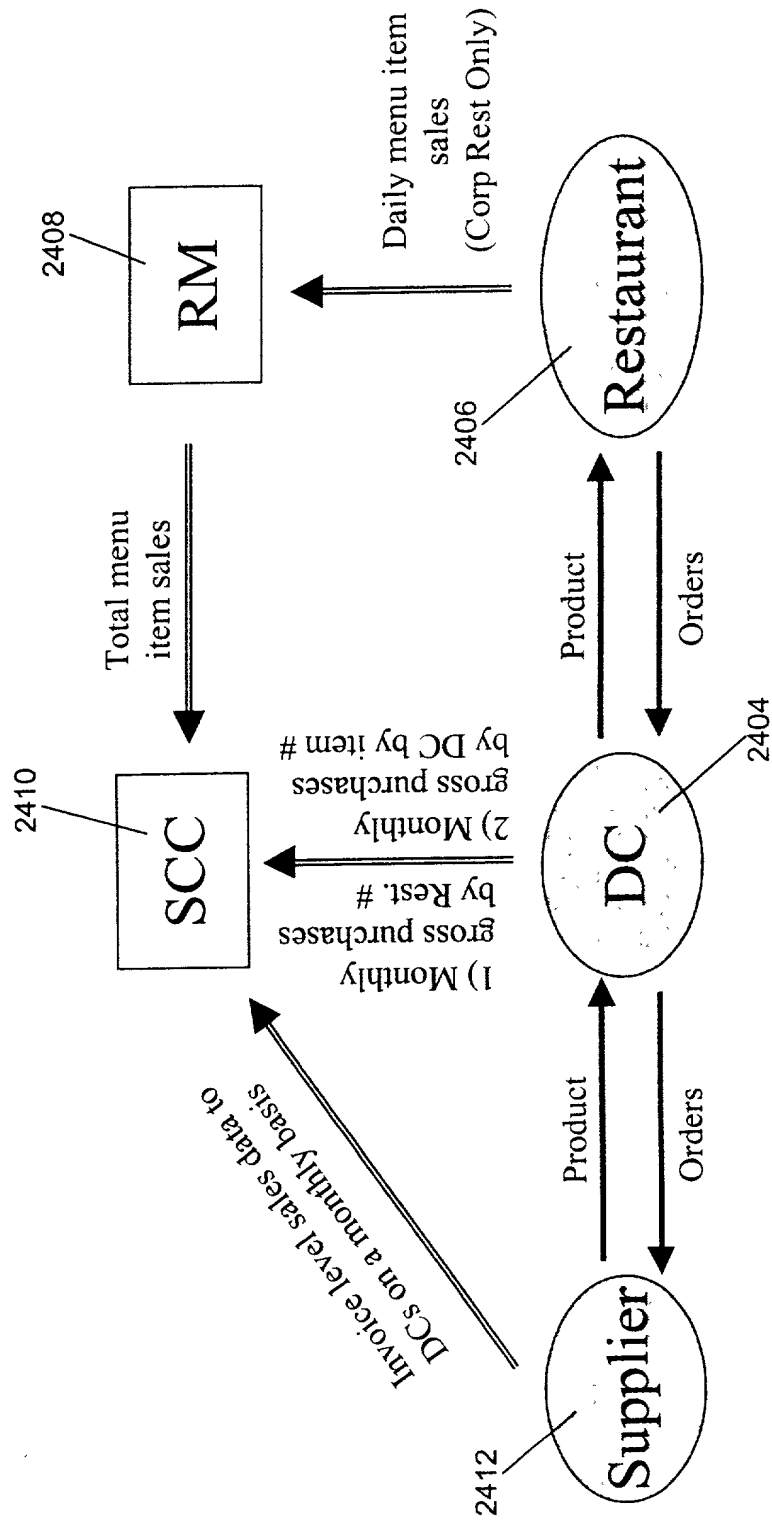 2410
SCC
Total menu
item sales
2408
RM
Invoice level sales data to
DCs on a monthly basis
1) Monthly
gross purchases
by Rest. #
2) Monthly
gross purchases
by DC by item #
Daily menu item
sales
(Corp Rest Only)
2412
Supplier
Product
Orders
DC
2404
Product
Orders
2406
Restaurant